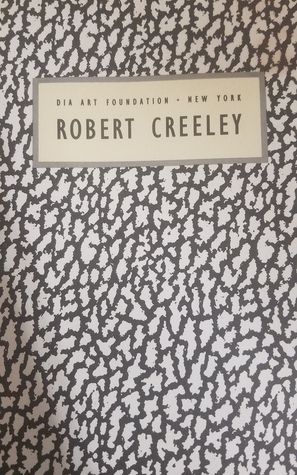 DIA ART FOUNDATION • NEW YORK
ROBERT CREELEY